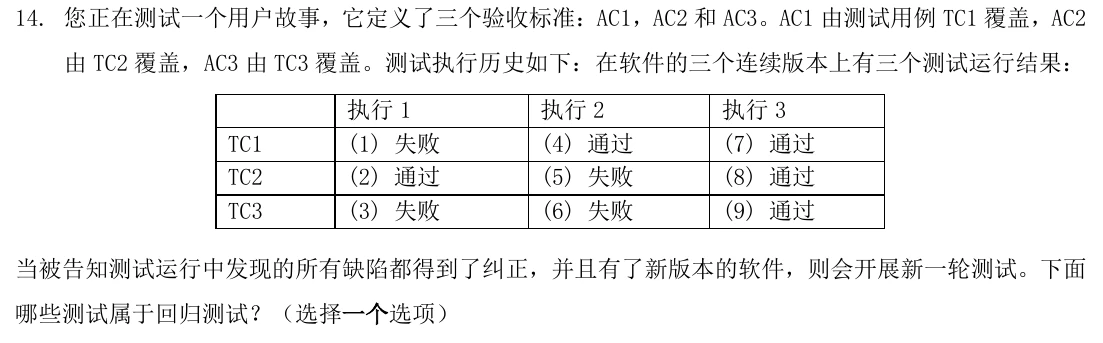 14. 您正在测试一个用户故事，它定义了三个验收标准：AC1，AC2 和 AC3。AC1 由测试用例 TC1 覆盖，AC2
由 TC2 覆盖，AC3 由 TC3 覆盖。测试执行历史如下：在软件的三个连续版本上有三个测试运行结果：
执行 1 执行 2 执行 3
TC1 (1) 失败 (4) 通过 (7) 通过
TC2 (2) 通过 (5) 失败 (8) 通过
TC3 (3) 失败 (6) 失败 (9) 通过
当被告知测试运行中发现的所有缺陷都得到了纠正，并且有了新版本的软件，则会开展新一轮测试。下面
哪些测试属于回归测试？（选择一个选项）